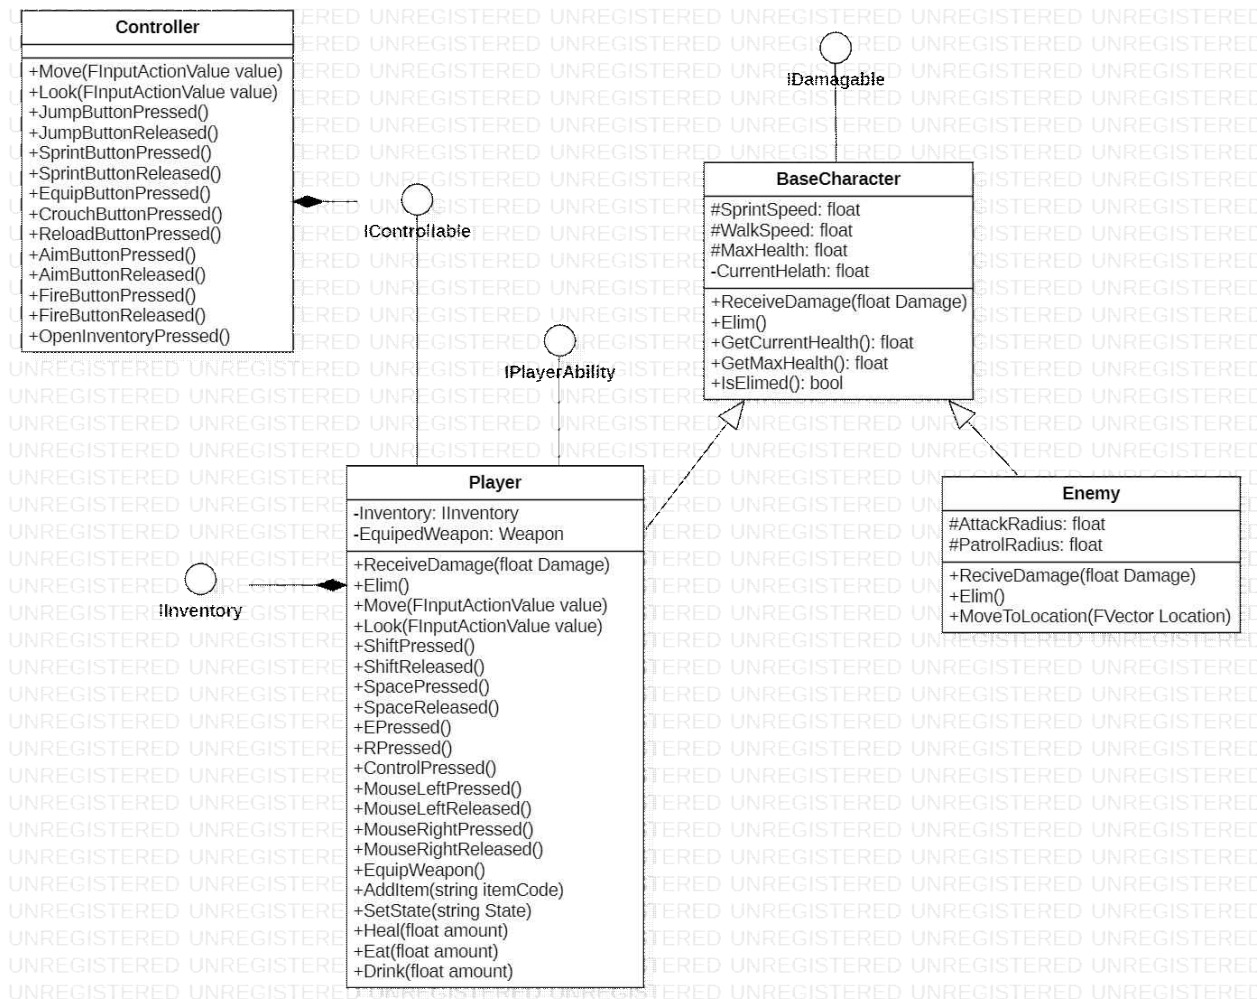 Controller
+Move(FInputActionValue value)
+Look(FInputActionValue value)
+JumpButtonPressed()
+JumpButtonReleased()
+SprintButtonPressed()
+SprintButtonReleased()
+EquipButtonPressed()
+CrouchButtonPressed()
+ReloadButtonPressed()
+AimButtonPressed()
+AimButtonReleased()
+FireButtonPressed()
+FireButtonReleased()
+OpenInventoryPressed()
IControllable
IPlayerAbility
IDamagable
BaseCharacter
#SprintSpeed: float
#WalkSpeed: float
#MaxHealth: float
-CurrentHelath: float
+ReceiveDamage(float Damage)
+Elim()
+GetCurrentHealth(): float
+GetMaxHealth(): float
+IsElimed(): bool
IInventory
Player
-Inventory: IInventory
-EquipedWeapon: Weapon
+ReceiveDamage(float Damage)
+Elim()
+Move(FInputActionValue value)
+Look(FInputActionValue value)
+ShiftPressed()
+ShiftReleased()
+SpacePressed()
+SpaceReleased()
+EPressed()
+RPressed()
+ControlPressed()
+MouseLeftPressed()
+MouseLeftReleased()
+MouseRightPressed()
+MouseRightReleased()
+EquipWeapon()
+AddItem(string itemCode)
+SetState(string State)
+Heal(float amount)
+Eat(float amount)
+Drink(float amount)
Enemy
#AttackRadius: float
#PatrolRadius: float
+ReciveDamage(float Damage)
+Elim()
+MoveToLocation(FVector Location)
UNREGISTERED